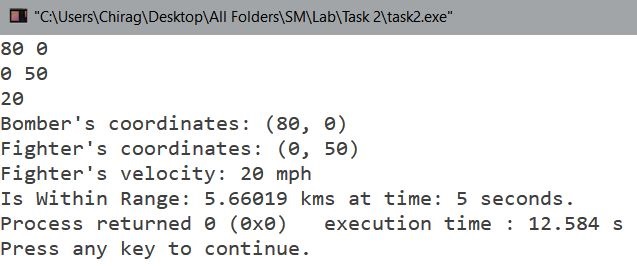 "C:\Users\Chirag\Desktop\All Folders\SM\Lab\Task 2\task2.exe"
80 0
0 50
20
Bomber's coordinates: (80, 0)
Fighter's coordinates: (0, 50)
Fighter's velocity: 20 mph
Is Within Range: 5.66019 kms at time: 5 seconds.
Process returned 0 (0x0)   execution time : 12.584 s
Press any key to continue.